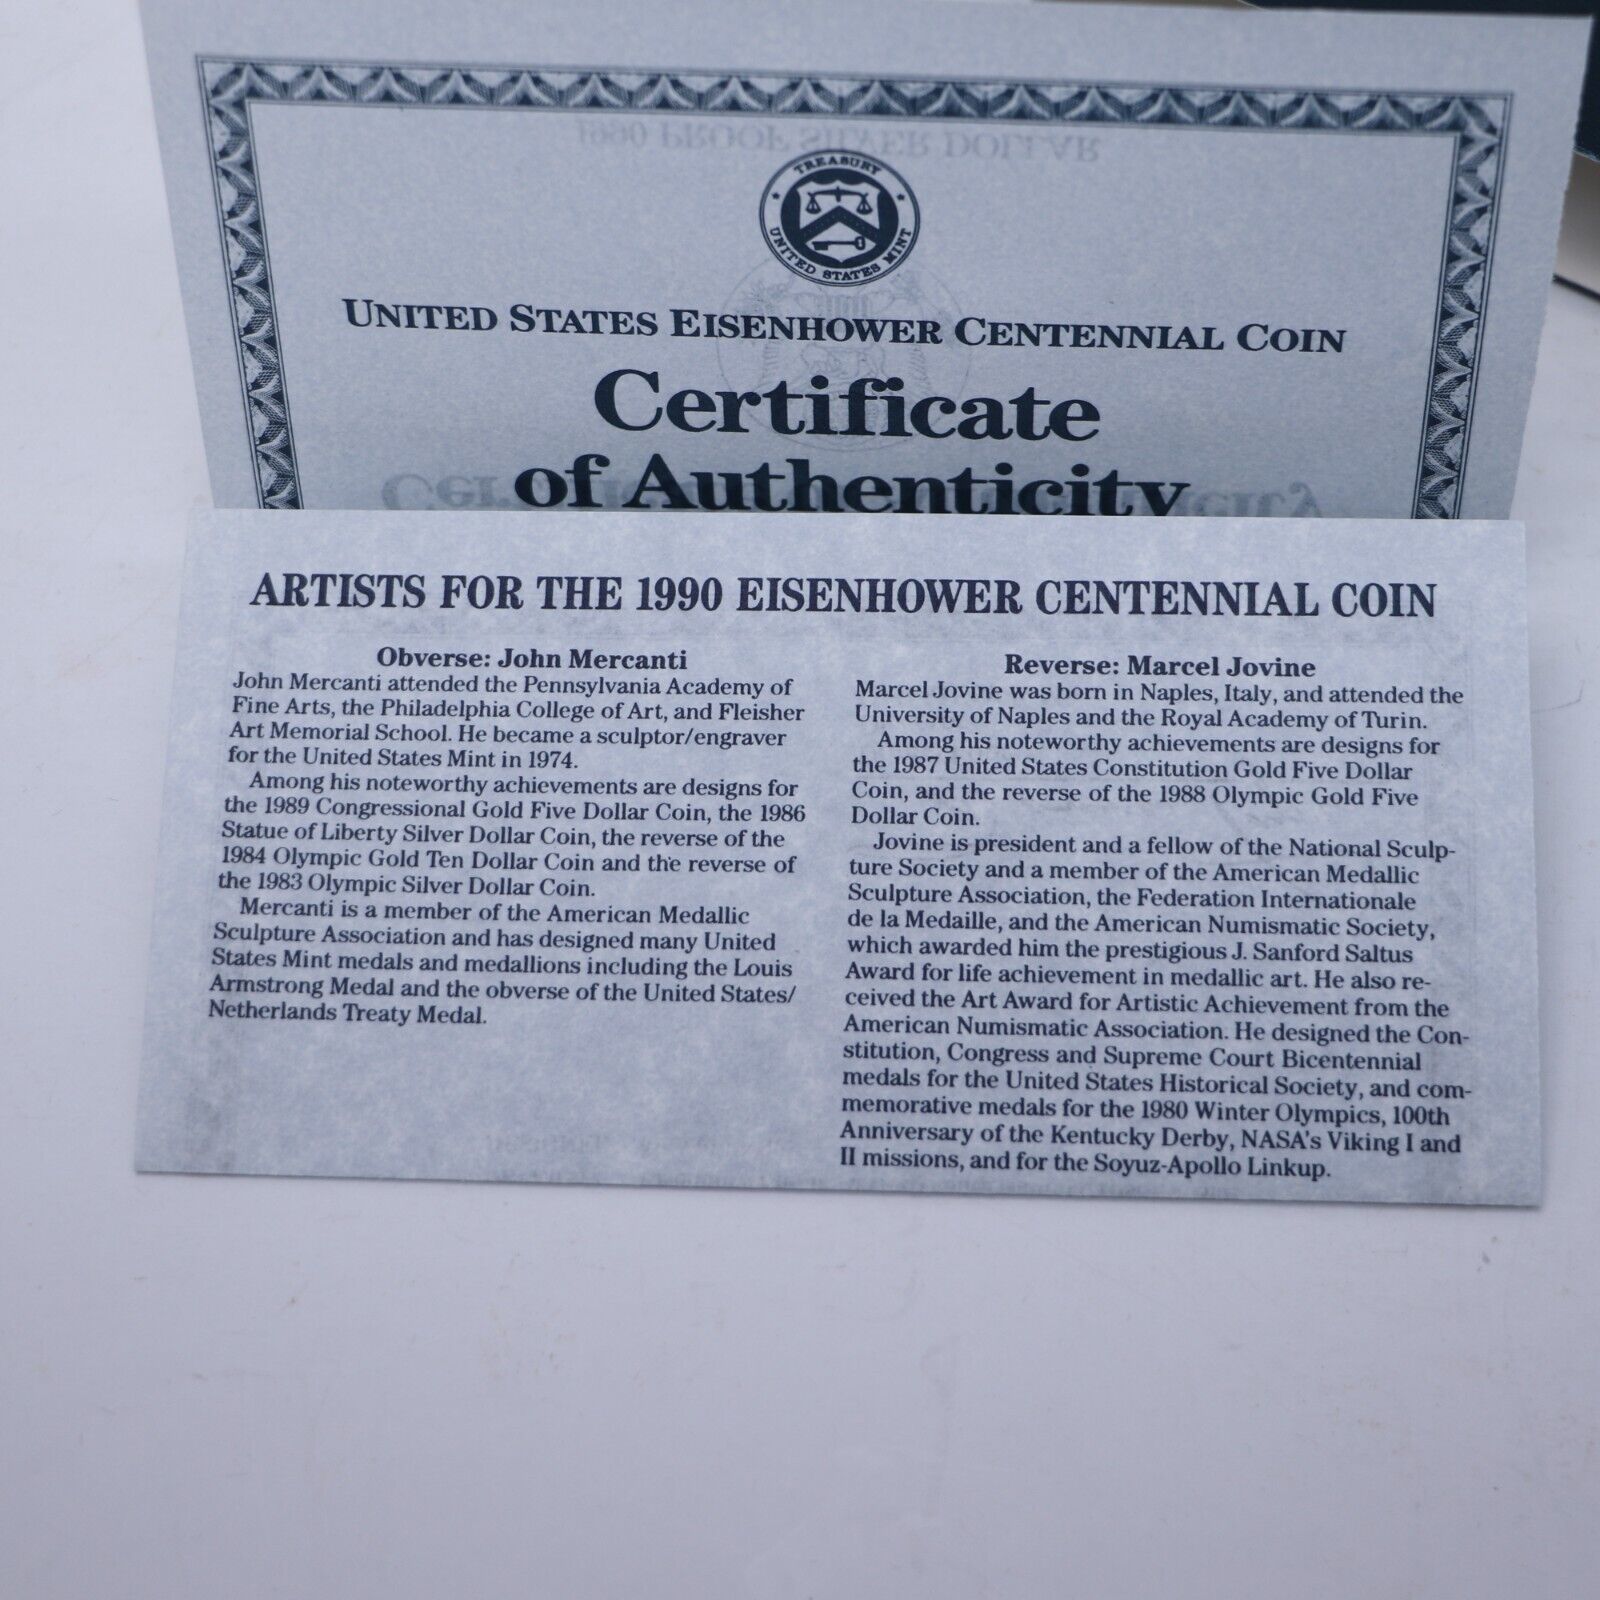 1990 PROOF SILVER DOLLAR
TREASURY
UNITED STATES MINT
UNITED STATES EISENHOWER CENTENNIAL COIN
Certificate
of Authenticity
ARTISTS FOR THE 1990 EISENHOWER CENTENNIAL COIN
Obverse: John Mercanti
John Mercanti attended the Pennsylvania Academy of
Fine Arts, the Philadelphia College of Art, and Fleisher
Art Memorial School. He became a sculptor/engraver
for the United States Mint in 1974.
Among his noteworthy achievements are designs for
the 1989 Congressional Gold Five Dollar Coin, the 1986
Statue of Liberty Silver Dollar Coin, the reverse of the
1984 Olympic Gold Ten Dollar Coin and the reverse of
the 1983 Olympic Silver Dollar Coin.
Mercanti is a member of the American Medallic
Sculpture Association and has designed many United
States Mint medals and medallions including the Louis
Armstrong Medal and the obverse of the United States/
Netherlands Treaty Medal.
Reverse: Marcel Jovine
Marcel Jovine was born in Naples, Italy, and attended the
University of Naples and the Royal Academy of Turin.
Among his noteworthy achievements are designs for
the 1987 United States Constitution Gold Five Dollar
Coin, and the reverse of the 1988 Olympic Gold Five
Dollar Coin.
Jovine is president and a fellow of the National Sculp-
ture Society and a member of the American Medallic
Sculpture Association, the Federation Internationale
de la Medaille, and the American Numismatic Society,
which awarded him the prestigious J. Sanford Saltus
Award for life achievement in medallic art. He also re-
ceived the Art Award for Artistic Achievement from the
American Numismatic Association. He designed the Con-
stitution, Congress and Supreme Court Bicentennial
medals for the United States Historical Society, and com-
memorative medals for the 1980 Winter Olympics, 100th
Anniversary of the Kentucky Derby, NASA's Viking I and
II missions, and for the Soyuz-Apollo Linkup.